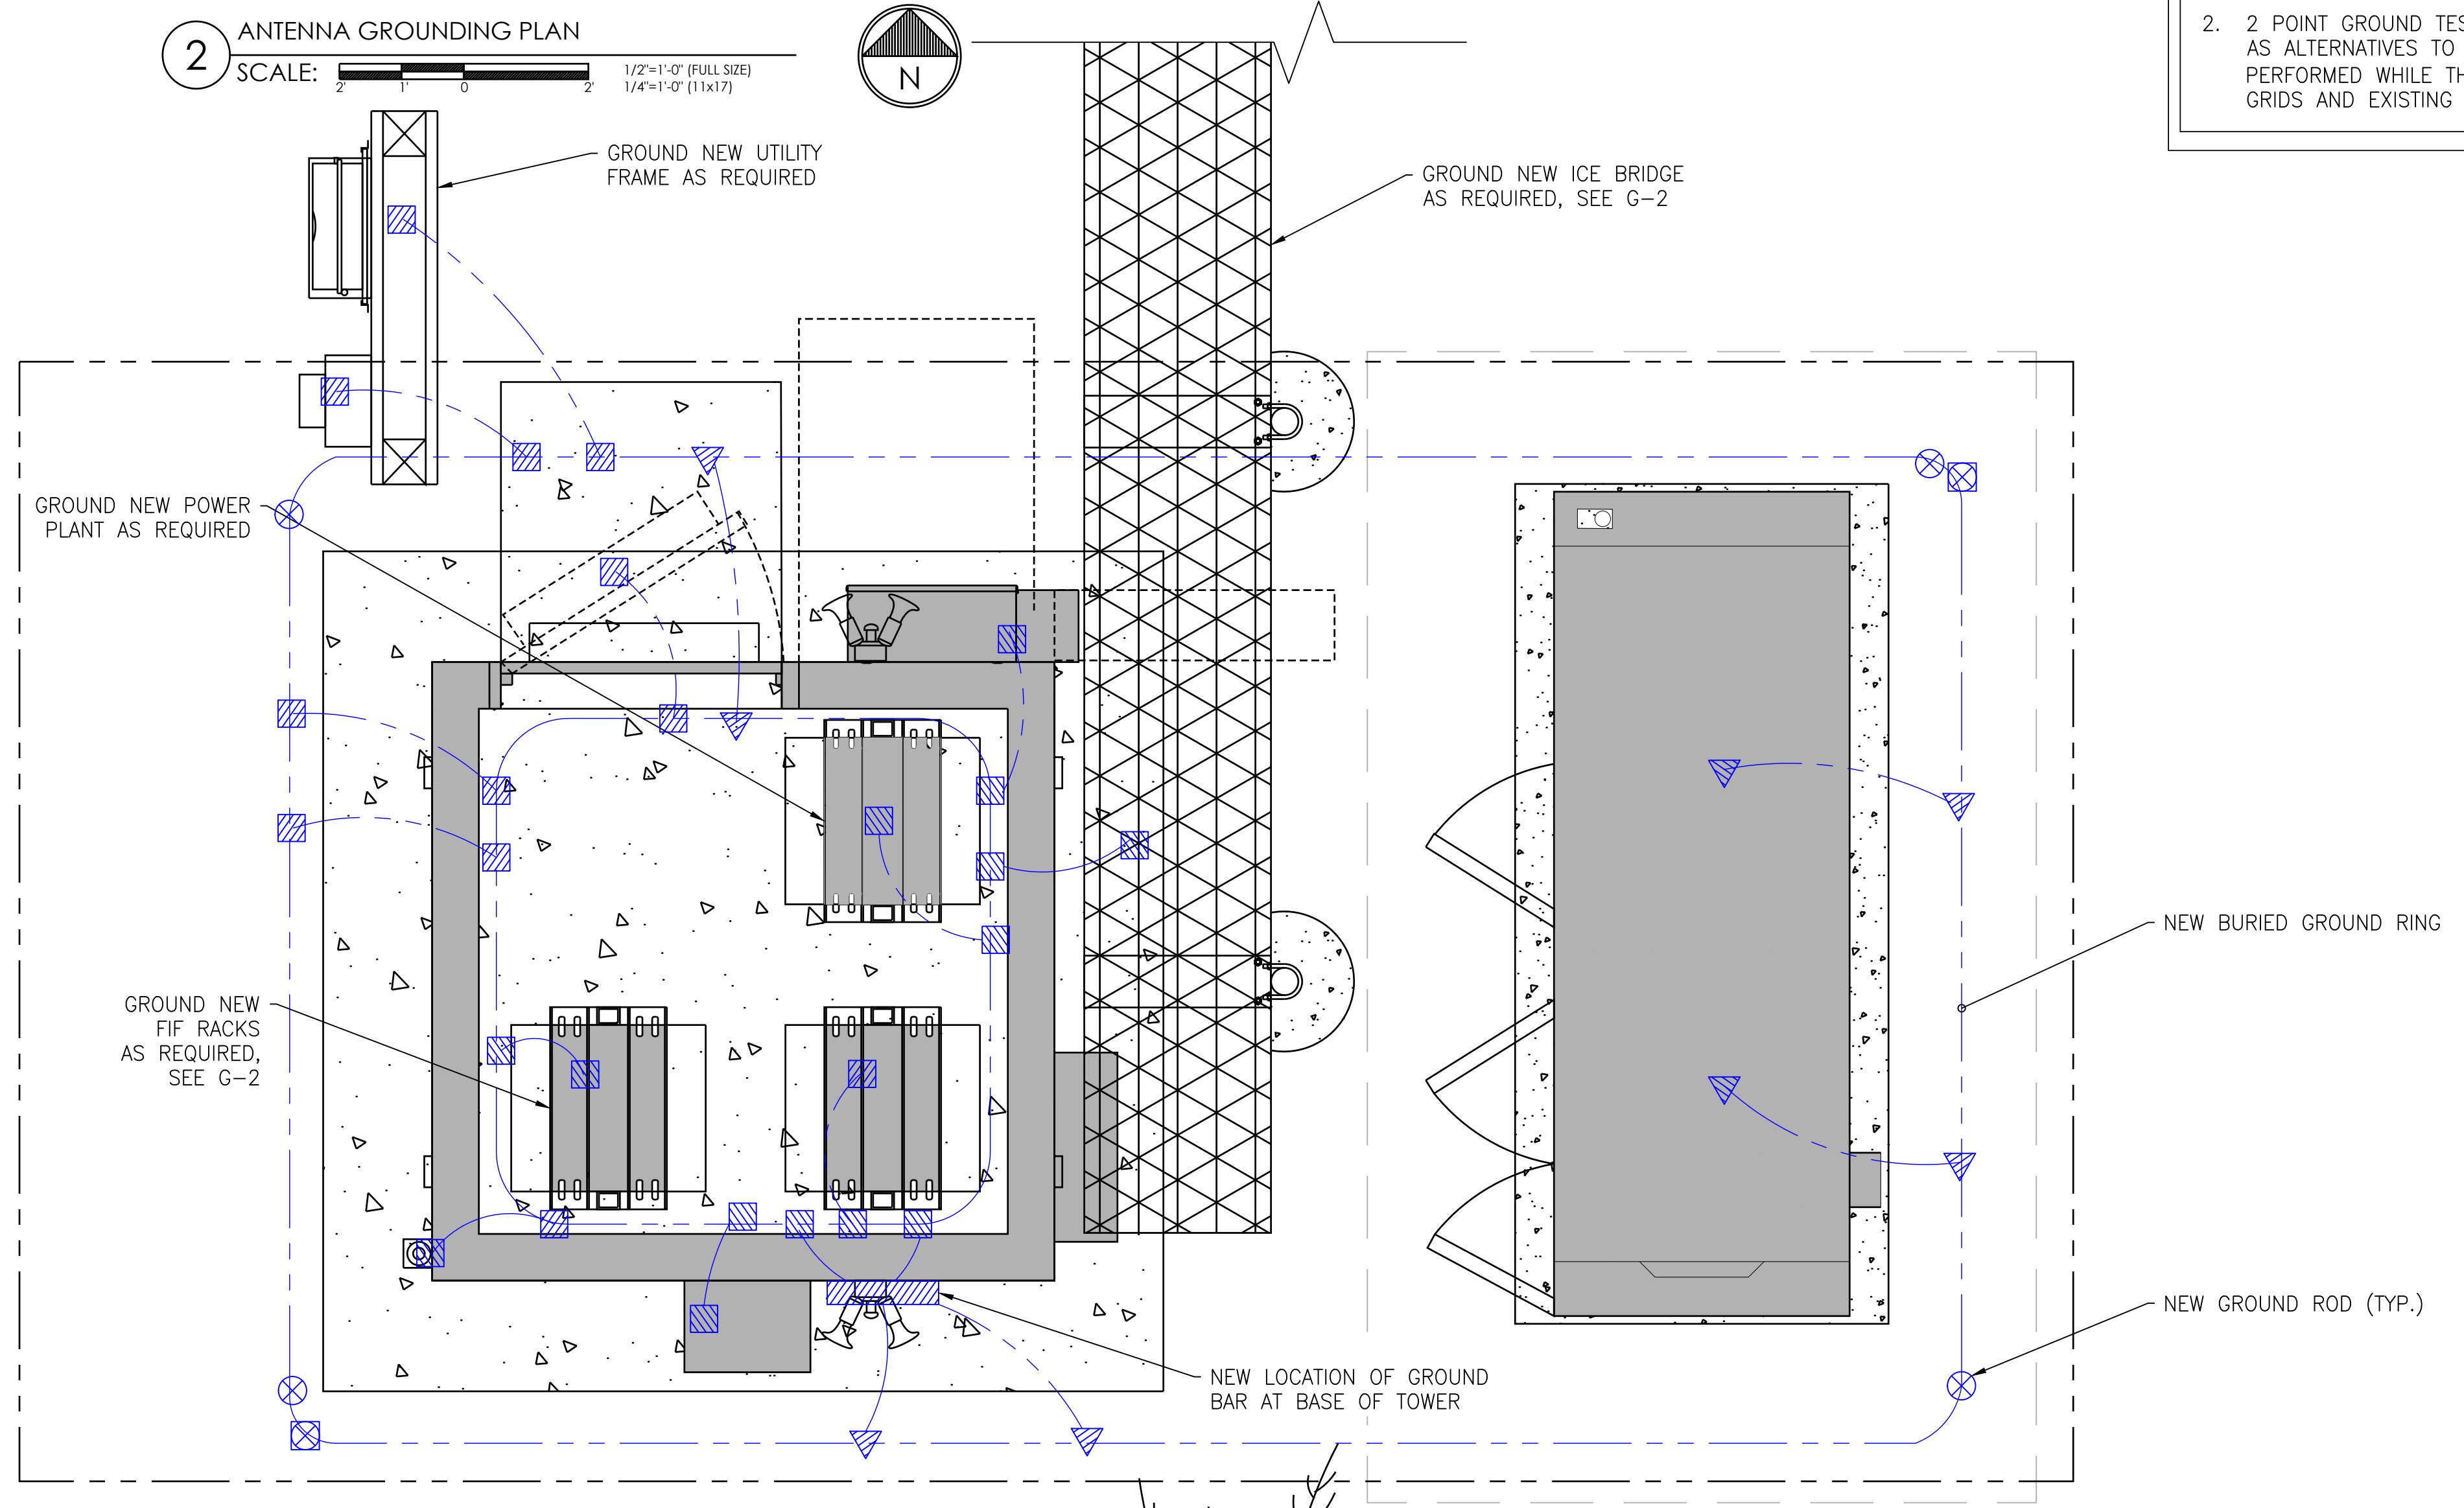 2
ANTENNA GROUNDING PLAN
SCALE:
2' 1' 0 2'
1/2"=1'-0" (FULL SIZE)
1/4"=1'-0" (11x17)
N
2. 2 POINT GROUND TES
AS ALTERNATIVES TO
PERFORMED WHILE TH
GRIDS AND EXISTING
GROUND NEW UTILITY
FRAME AS REQUIRED
GROUND NEW ICE BRIDGE
AS REQUIRED, SEE G-2
GROUND NEW POWER
PLANT AS REQUIRED
NEW BURIED GROUND RING
GROUND NEW
FIF RACKS
AS REQUIRED,
SEE G-2
NEW GROUND ROD (TYP.)
NEW LOCATION OF GROUND
BAR AT BASE OF TOWER